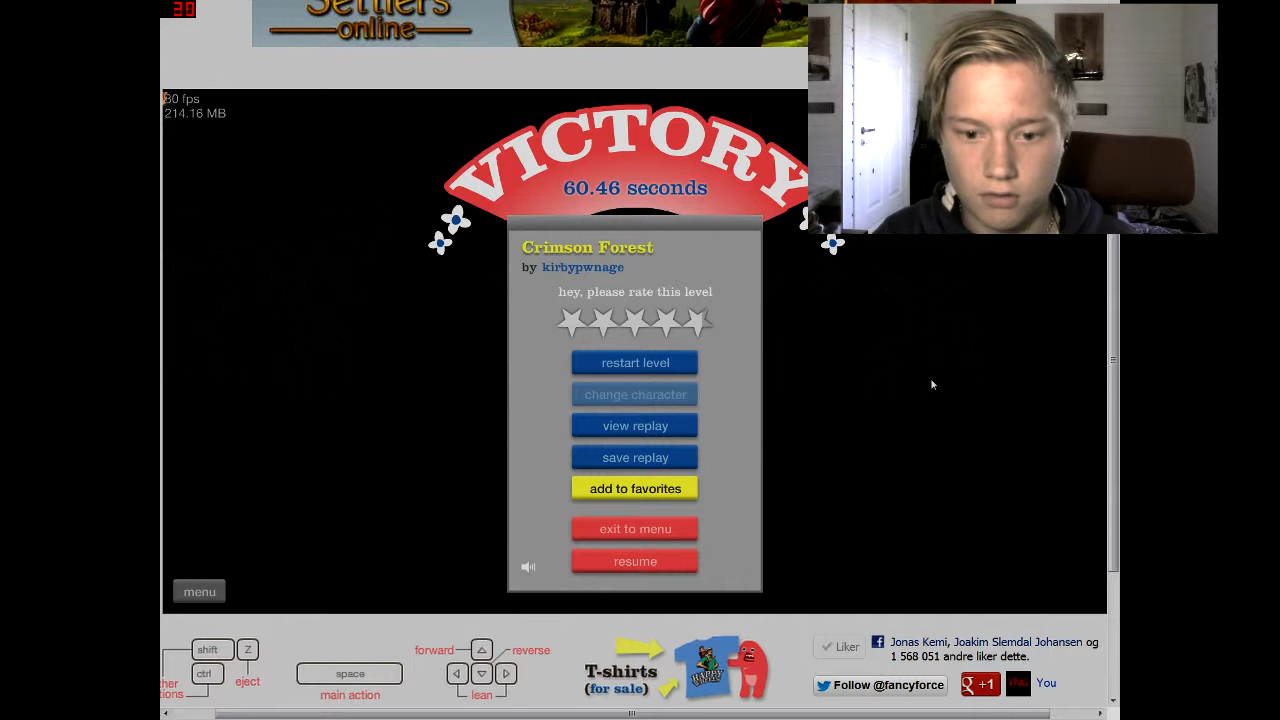 30
Settlers
online
30 fps
214.16 MB
VICTORY
60.46 seconds
Crimson Forest
by kirbypwnage
hey, please rate this level
restart level
change character
view replay
save replay
add to favorites
exit to menu
resume
menu
shift
Z
ctrl
eject
space
main action
forward
reverse
lean
T-shirts
(for sale)
HAPPY
WHEELS
Liker
Jonas Kemi, Joakim Slemdal Johansen og
1 568 051 andre liker dette.
Follow @fancyforce
g +1
You